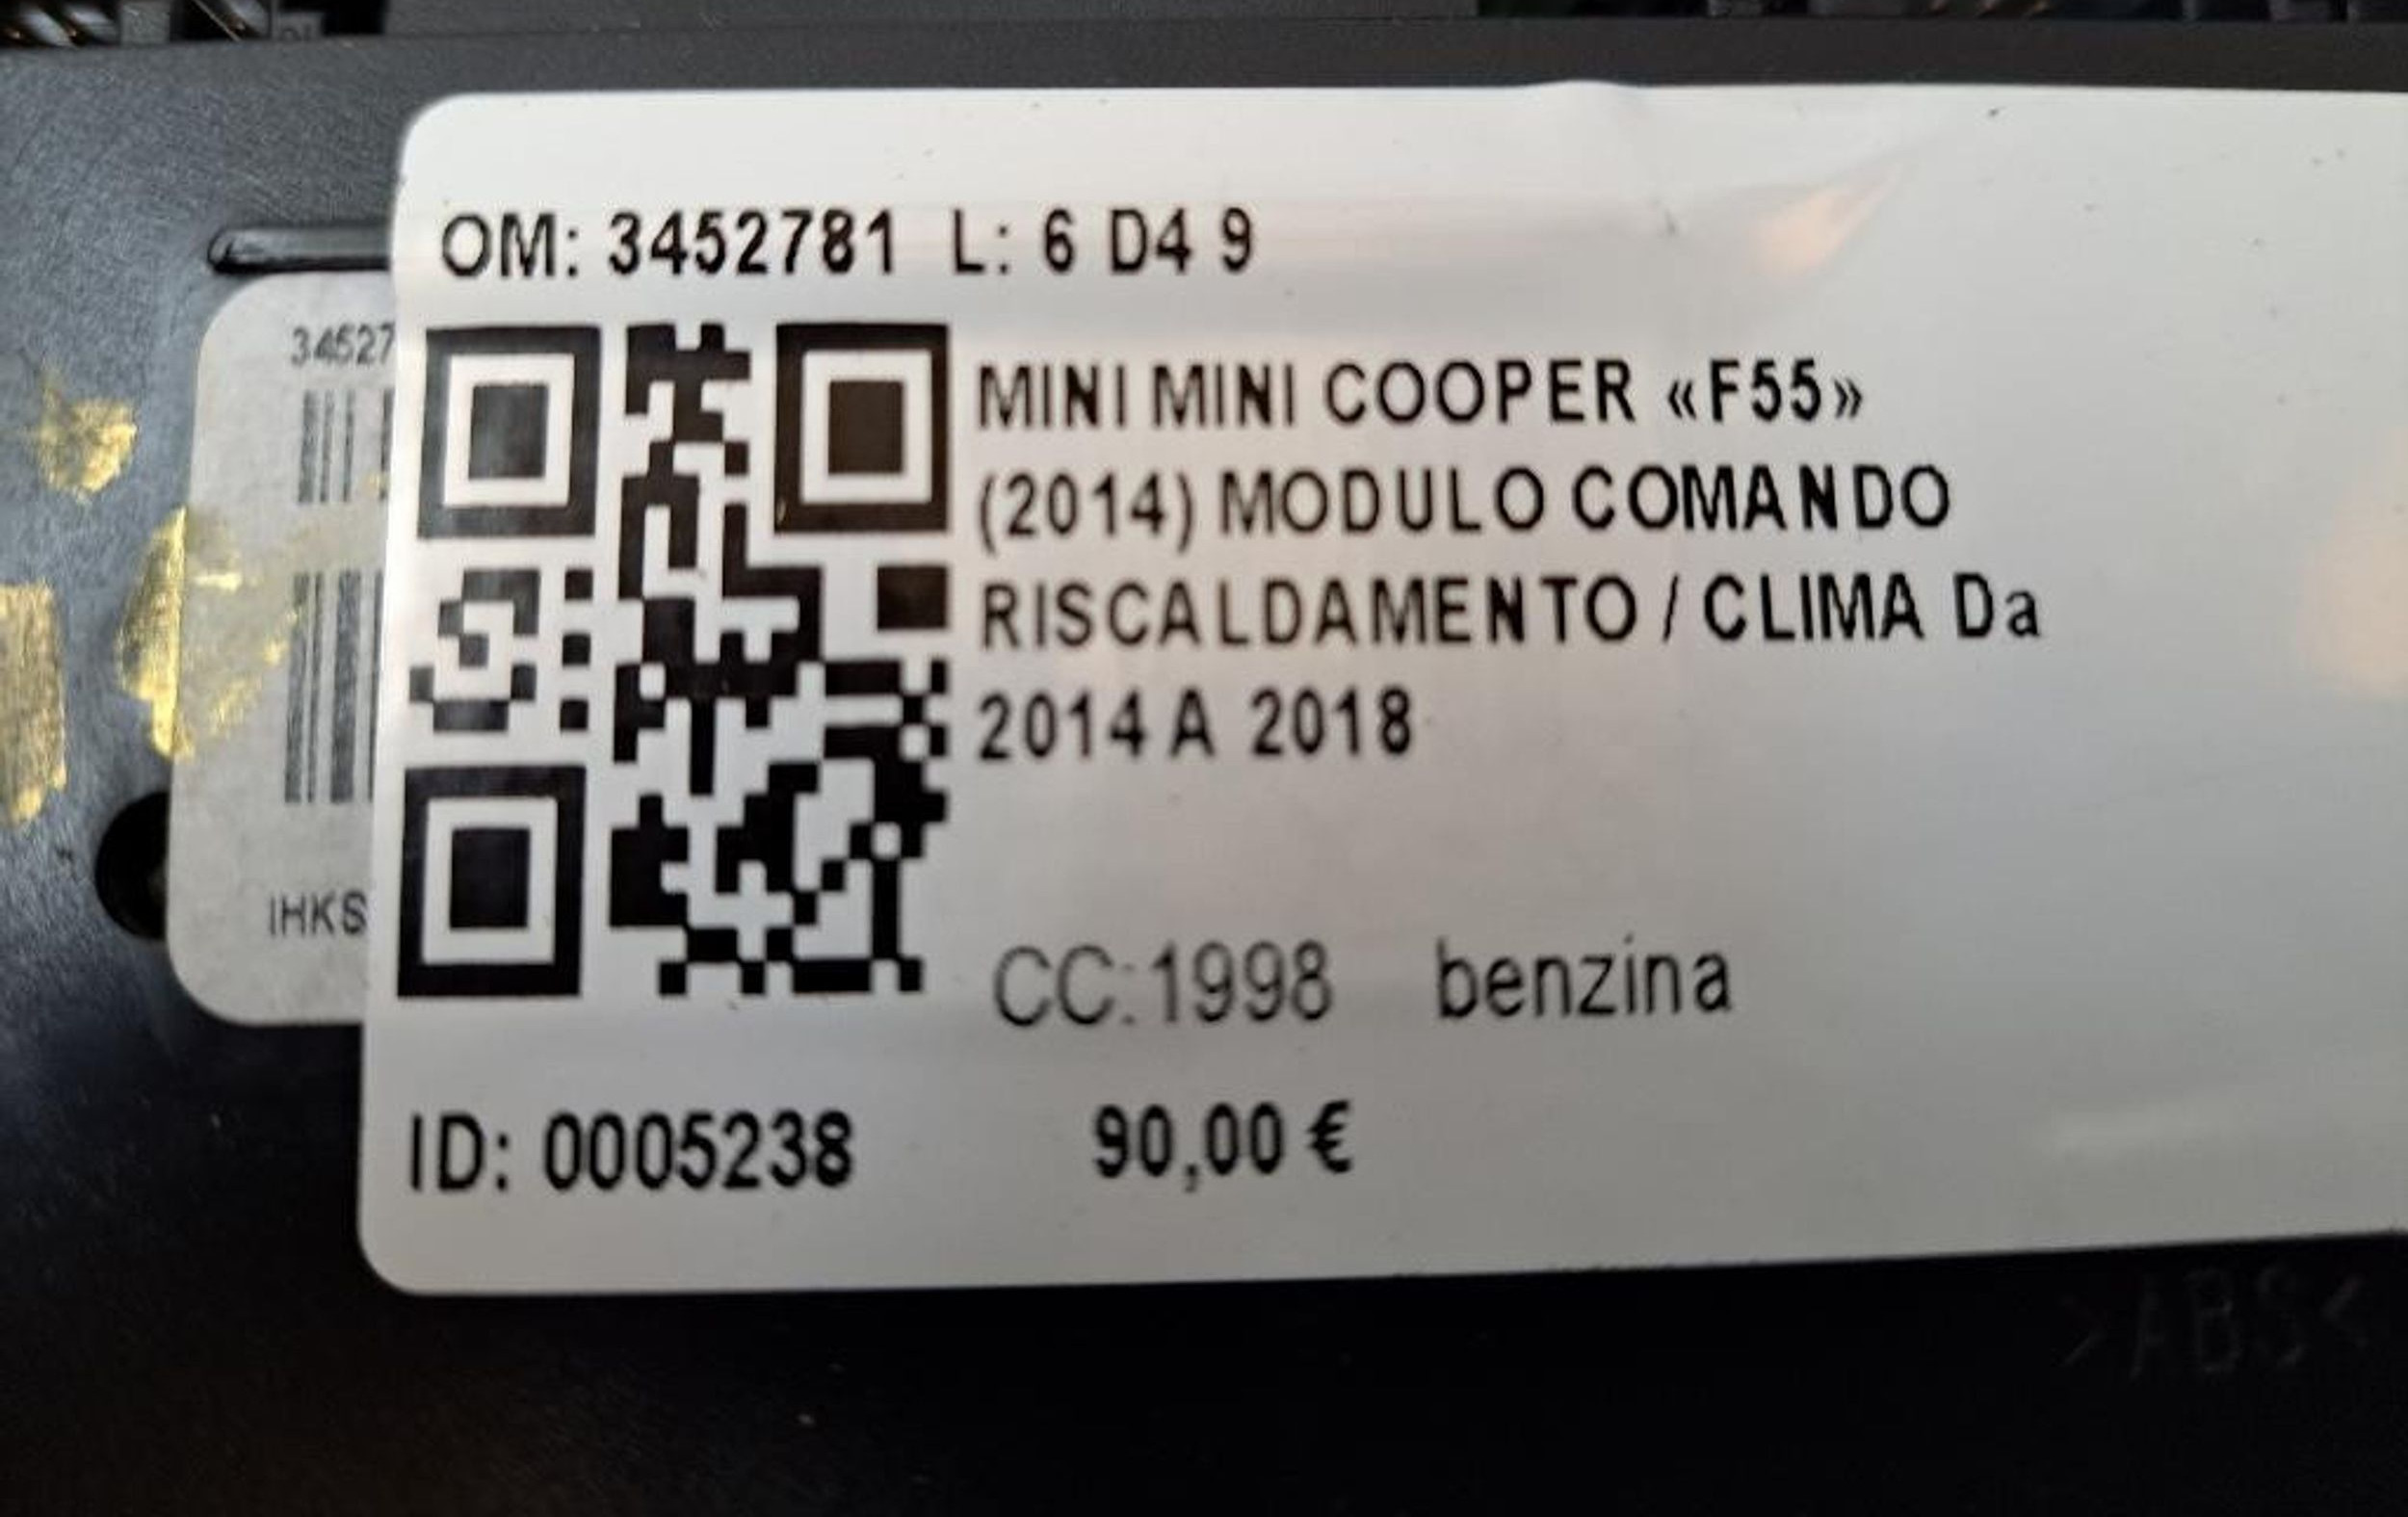 OM: 3452781 L: 6 D4 9
34527
MINI MINI COOPER «F55»
(2014) MODULO COMANDO
RISCALDAMENTO / CLIMA Da
2014 A 2018
IHKS
CC:1998 benzina
ID: 0005238 90,00 €
>ABS<